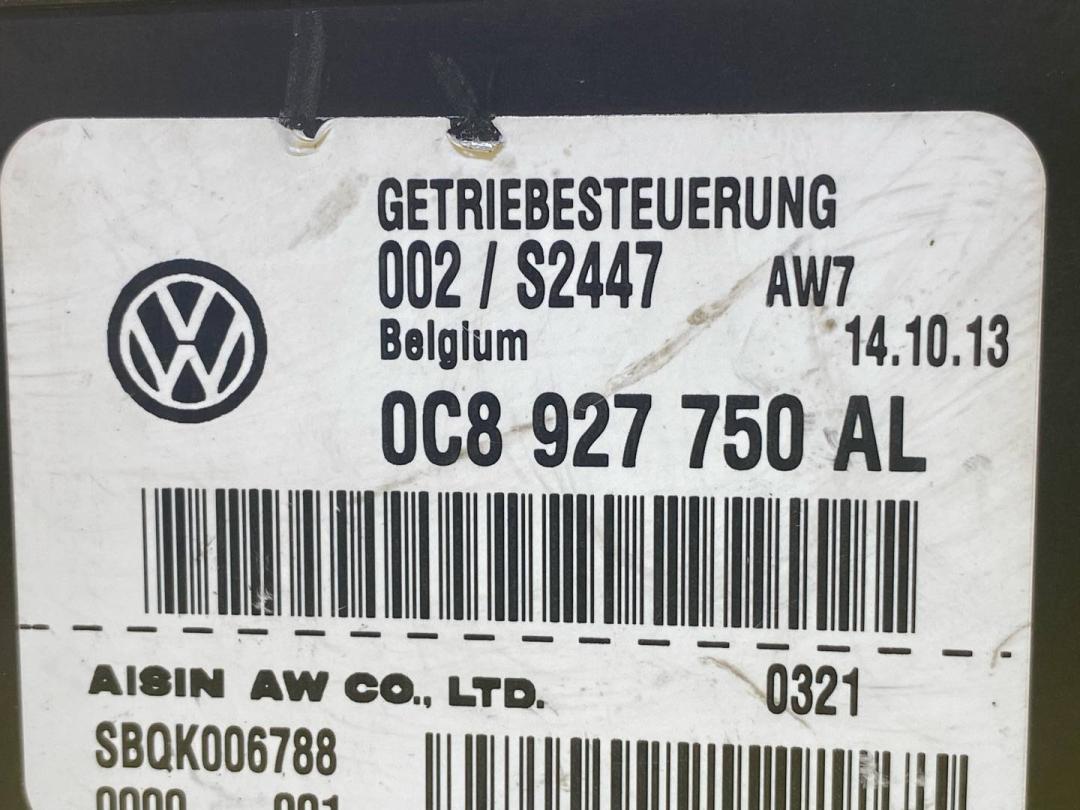 GETRIEBESTEUERUNG
002 / S2447 AW7
Belgium 14.10.13
0C8 927 750 AL
AISIN AW CO., LTD. 0321
SBQK006788